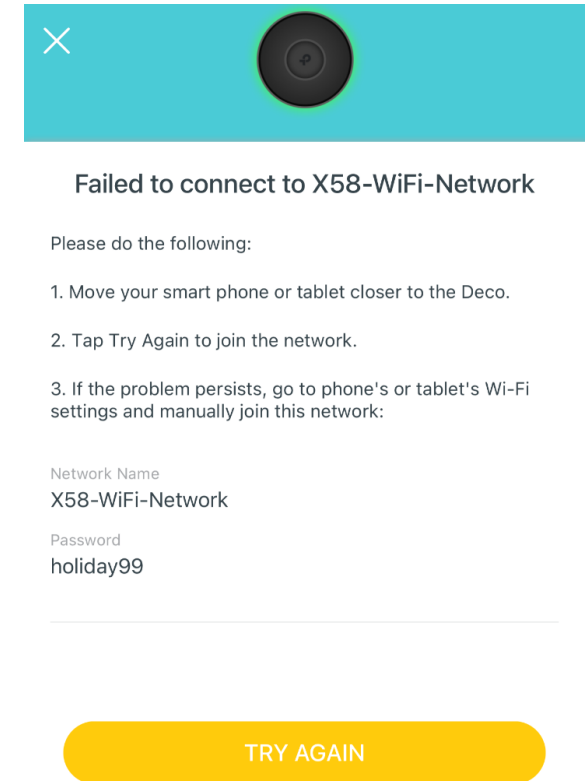 Failed to connect to X58-WiFi-Network
Please do the following:
1. Move your smart phone or tablet closer to the Deco.
2. Tap Try Again to join the network.
3. If the problem persists, go to phone's or tablet's Wi-Fi
settings and manually join this network:
Network Name
X58-WiFi-Network
Password
holiday99
TRY AGAIN